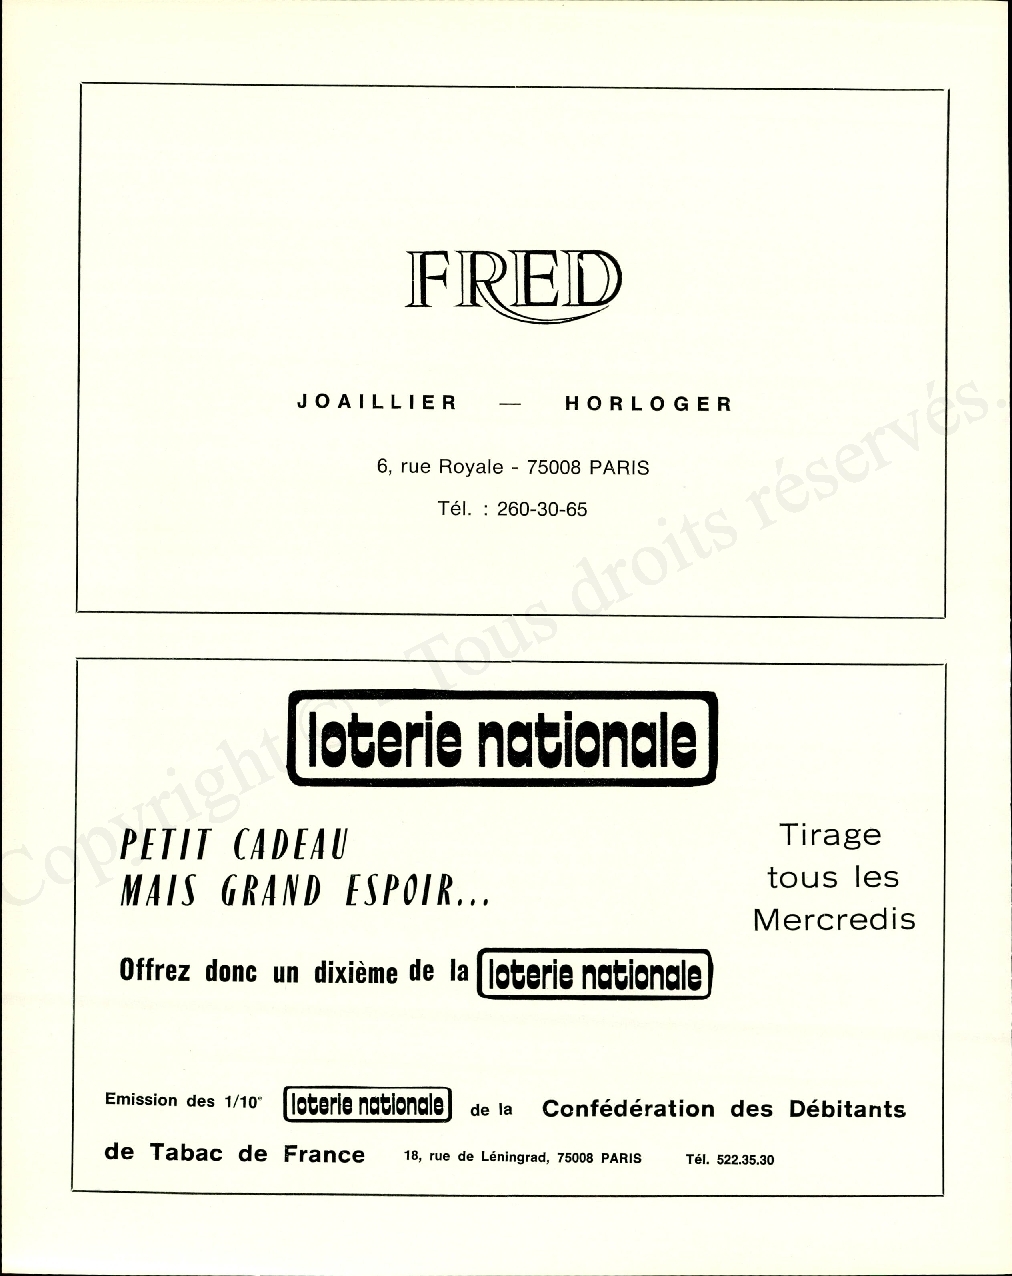 FRED
JOAILLIER — HORLOGER
6, rue Royale - 75008 PARIS
Tél. : 260-30-65
loterie nationale
PETIT CADEAU
MAIS GRAND ESPOIR...
Tirage
tous les
Mercredis
Offrez donc un dixième de la loterie nationale
Emission des 1/10e loterie nationale de la Confédération des Débitants
de Tabac de France 18, rue de Léningrad, 75008 PARIS Tél. 522.35.30
Copyright © - Tous droits réservés.